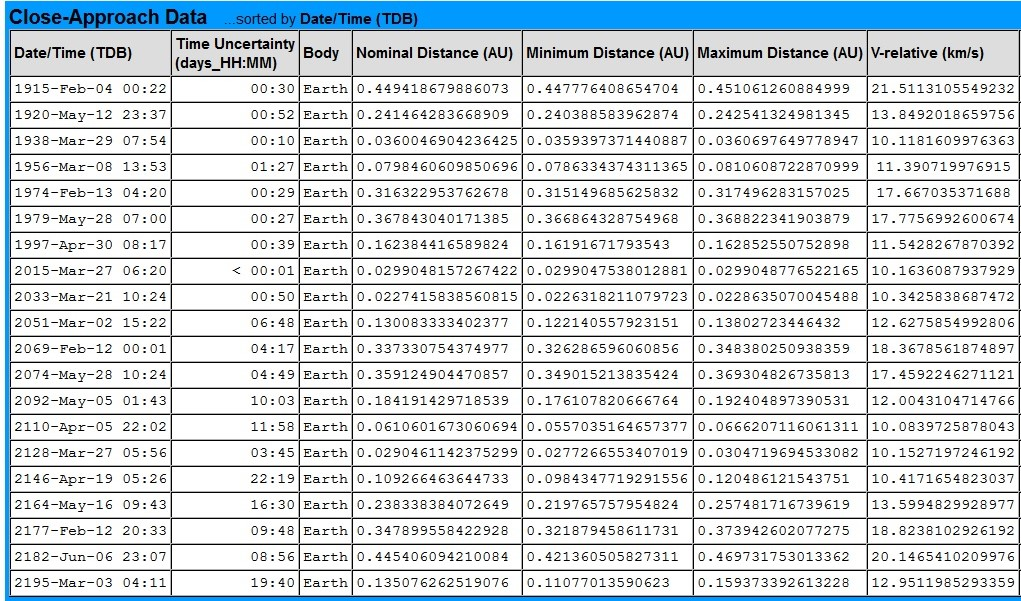 Close-Approach Data ...sorted by Date/Time (TDB)
Date/Time (TDB) Time Uncertainty (days_HH:MM) Body Nominal Distance (AU) Minimum Distance (AU) Maximum Distance (AU) V-relative (km/s)
1915-Feb-04 00:22 00:30 Earth 0.449418679886073 0.447776408654704 0.451061260884999 21.5113105549232
1920-May-12 23:37 00:52 Earth 0.241464283668909 0.240388583962874 0.242541324981345 13.8492018659756
1938-Mar-29 07:54 00:10 Earth 0.0360046904236425 0.0359397371440887 0.0360697649778947 10.1181609976363
1956-Mar-08 13:53 01:27 Earth 0.0798460609850696 0.0786334374311365 0.0810608722870999 11.390719976915
1974-Feb-13 04:20 00:29 Earth 0.316322953762678 0.315149685625832 0.317496283157025 17.667035371688
1979-May-28 07:00 00:27 Earth 0.367843040171385 0.366864328754968 0.368822341903879 17.7756992600674
1997-Apr-30 08:17 00:39 Earth 0.162384416589824 0.16191671793543 0.162852550752898 11.5428267870392
2015-Mar-27 06:20 < 00:01 Earth 0.0299048157267422 0.0299047538012881 0.0299048776522165 10.1636087937929
2033-Mar-21 10:24 00:50 Earth 0.0227415838560815 0.0226318211079723 0.0228635070045488 10.3425838687472
2051-Mar-02 15:22 06:48 Earth 0.130083333402377 0.122140557923151 0.13802723446432 12.6275854992806
2069-Feb-12 00:01 04:17 Earth 0.337330754374977 0.326286596060856 0.348380250938359 18.3678561874897
2074-May-28 10:24 04:49 Earth 0.359124904470857 0.349015213835424 0.369304826735813 17.4592246271121
2092-May-05 01:43 10:03 Earth 0.184191429718539 0.176107820666764 0.192404897390531 12.0043104714766
2110-Apr-05 22:02 11:58 Earth 0.0610601673060694 0.0557035164657377 0.0666207116061311 10.0839725878043
2128-Mar-27 05:56 03:45 Earth 0.0290461142375299 0.0277266553407019 0.0304719694533082 10.1527197246192
2146-Apr-19 05:26 22:19 Earth 0.109266463644733 0.0984347719291556 0.120486121543751 10.4171654823037
2164-May-16 09:43 16:30 Earth 0.238338384072649 0.219765757954824 0.257481716739619 13.5994829928977
2177-Feb-12 20:33 09:48 Earth 0.347899558422928 0.321879458611731 0.373942602077275 18.8238102926192
2182-Jun-06 23:07 08:56 Earth 0.445406094210084 0.421360505827311 0.469731753013362 20.1465410209976
2195-Mar-03 04:11 19:40 Earth 0.135076262519076 0.11077013590623 0.159373392613228 12.9511985293359